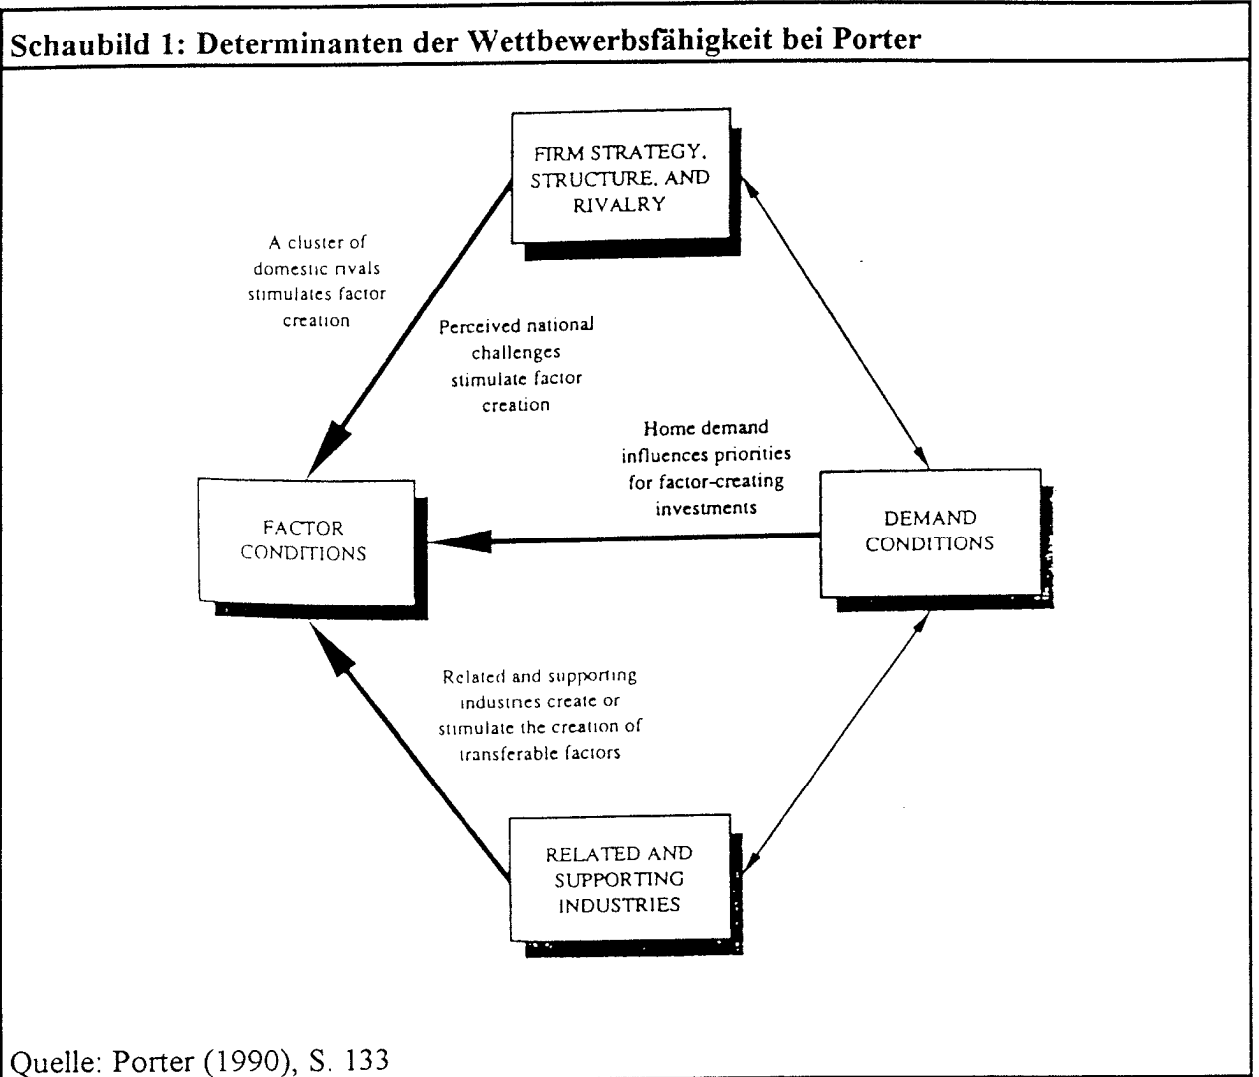 Schaubild 1: Determinanten der Wettbewerbsfähigkeit bei Porter
FIRM STRATEGY,
STRUCTURE, AND
RIVALRY
A cluster of
domestic rivals
stimulates factor
creation
Perceived national
challenges
stimulate factor
creation
Home demand
influences priorities
for factor-creating
investments
FACTOR
CONDITIONS
DEMAND
CONDITIONS
Related and supporting
industries create or
stimulate the creation of
transferable factors
RELATED AND
SUPPORTING
INDUSTRIES
Quelle: Porter (1990), S. 133